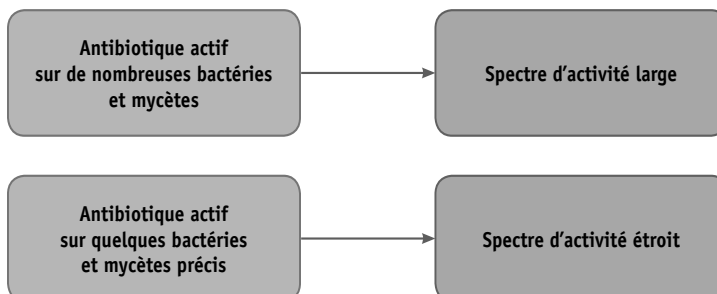 Antibiotique actif
sur de nombreuses bactéries
et mycètes
Spectre d'activité large
Antibiotique actif
sur quelques bactéries
et mycètes précis
Spectre d'activité étroit